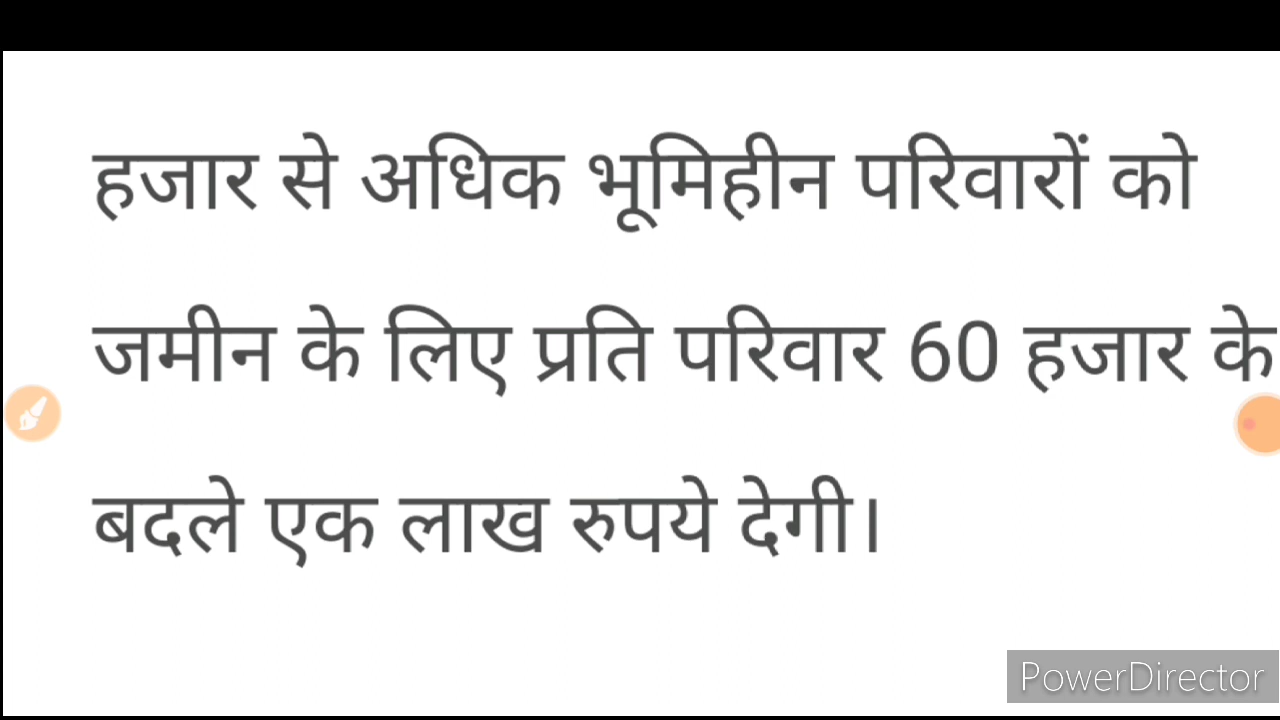 हजार से अधिक भूमिहीन परिवारों को
जमीन के लिए प्रति परिवार 60 हजार के
बदले एक लाख रुपये देगी।
PowerDirector